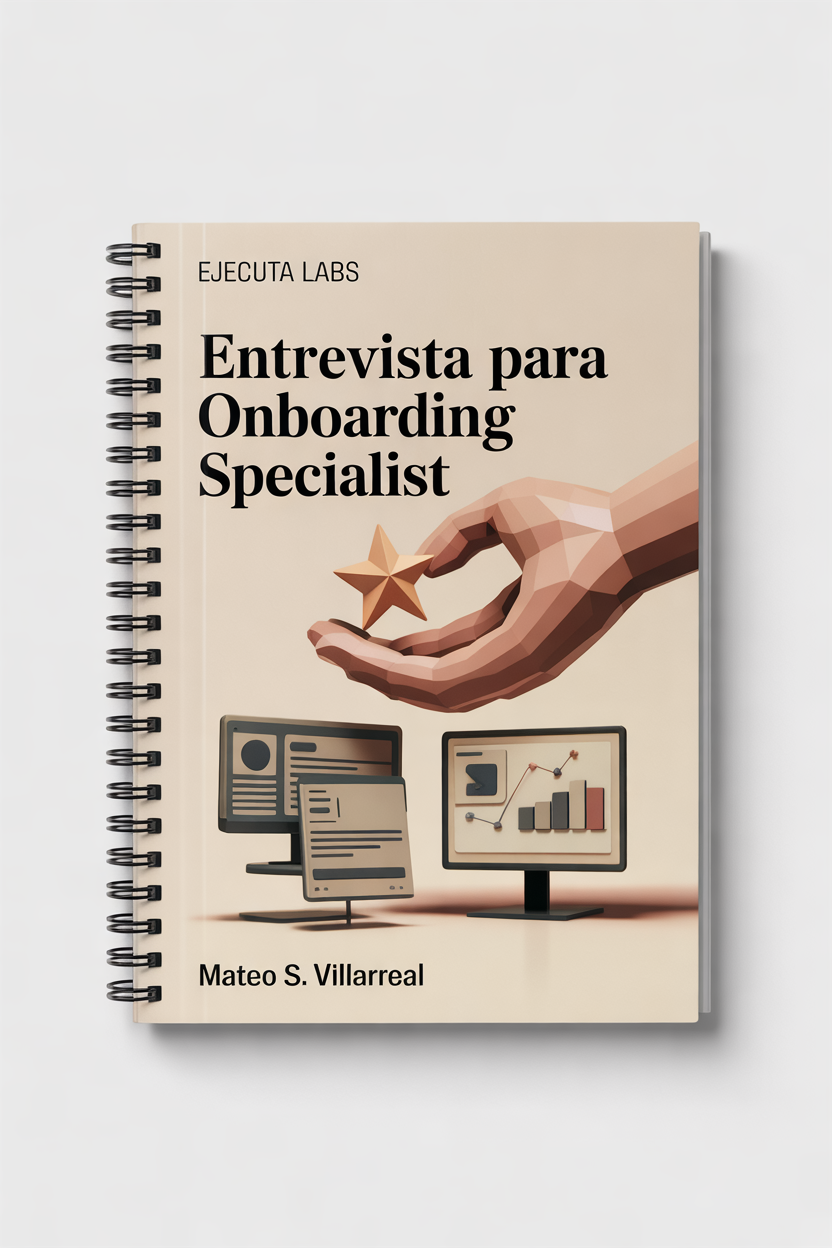 EJECUTA LABS
Entrevista para
Onboarding
Specialist
Mateo S. Villarreal